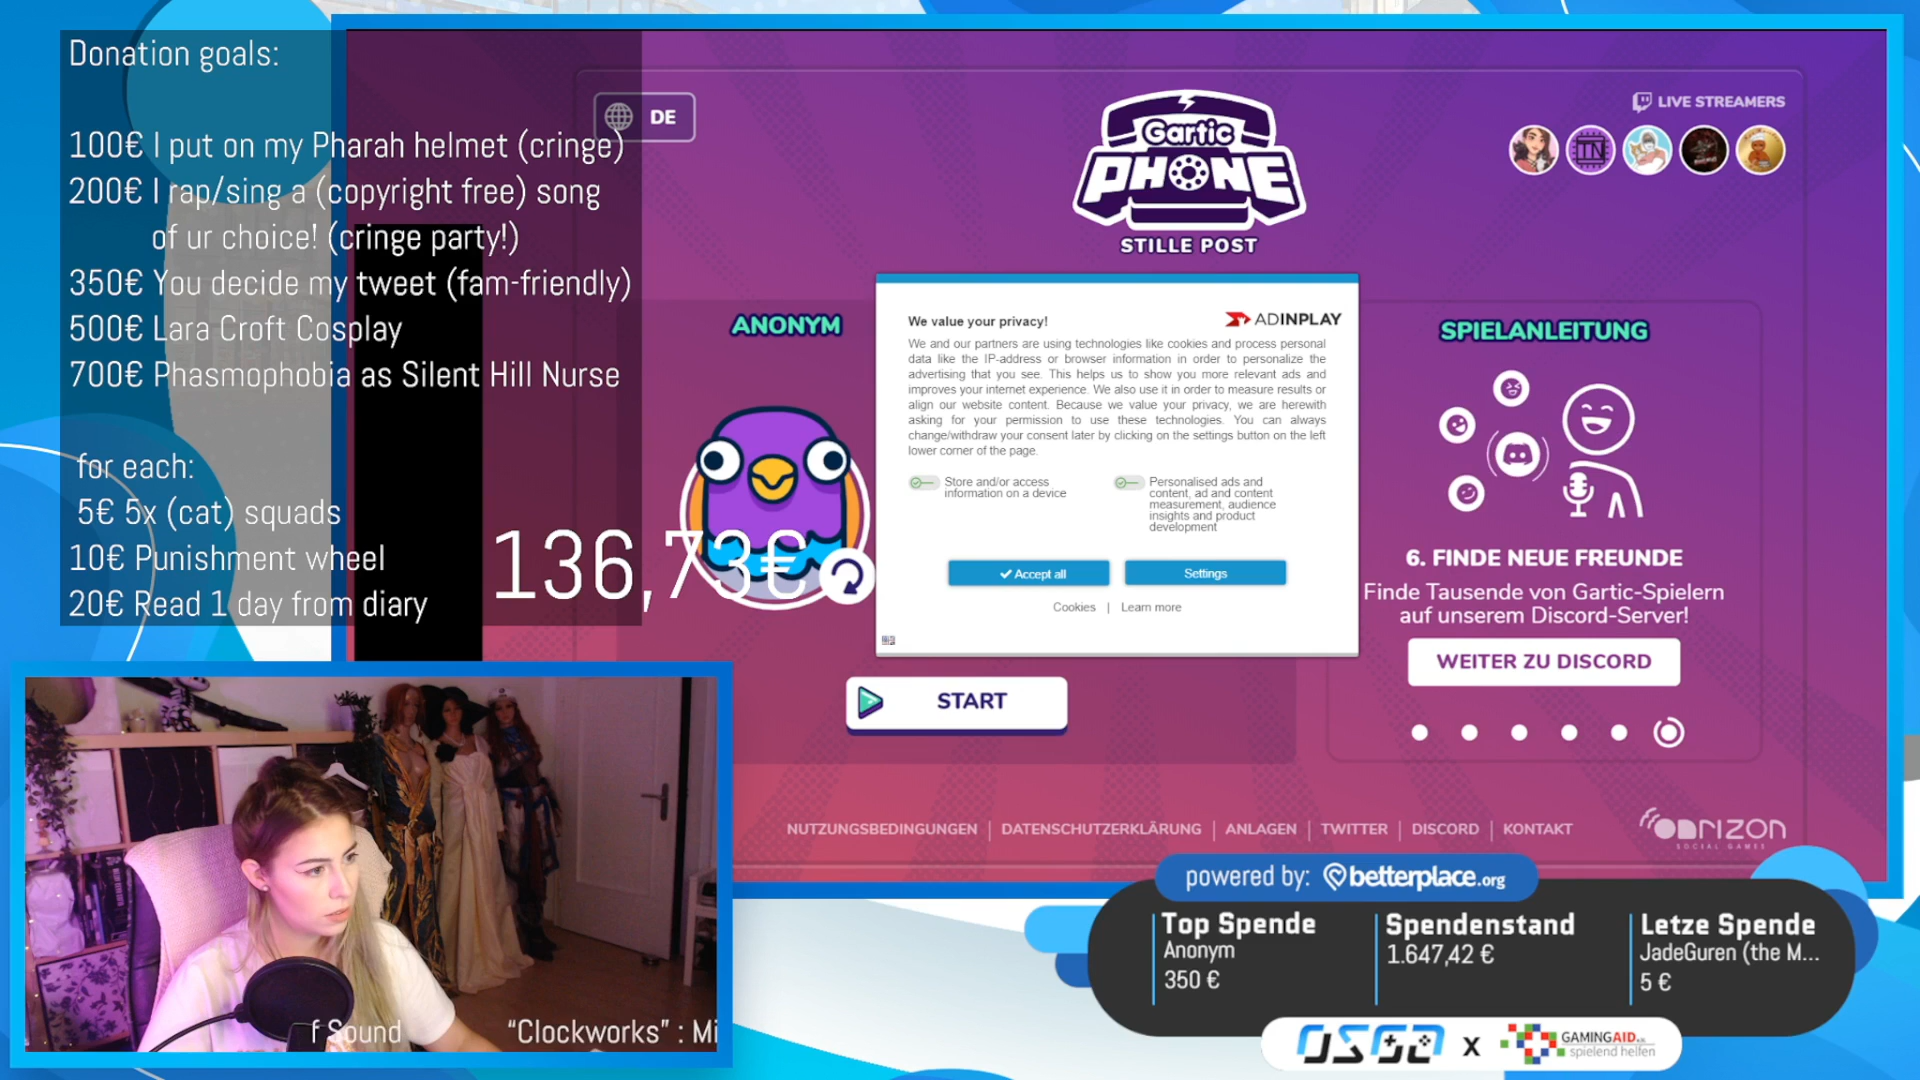 Donation goals:
100€ I put on my Pharah helmet (cringe)
200€ I rap/sing a (copyright free) song
of ur choice! (cringe party!)
350€ You decide my tweet (fam-friendly)
500€ Lara Croft Cosplay
700€ Phasmophobia as Silent Hill Nurse
for each:
5€ 5x (cat) squads
10€ Punishment wheel
20€ Read 1 day from diary
136,73€
DE
Gartic
PHONE
STILLE POST
LIVE STREAMERS
TN
ANONYM
We value your privacy!
ADINPLAY
We and our partners are using technologies like cookies and process personal
data like the IP-address or browser information in order to personalize the
advertising that you see. This helps us to show you more relevant ads and
improves your internet experience. We also use it in order to measure results or
align our website content. Because we value your privacy, we are herewith
asking for your permission to use these technologies. You can always
change/withdraw your consent later by clicking on the settings button on the left
lower corner of the page.
Store and/or access
information on a device
Personalised ads and
content, ad and content
measurement, audience
insights and product
development
Accept all
Settings
Cookies | Learn more
START
SPIELANLEITUNG
6. FINDE NEUE FREUNDE
Finde Tausende von Gartic-Spielern
auf unserem Discord-Server!
WEITER ZU DISCORD
NUTZUNGSBEDINGUNGEN | DATENSCHUTZERKLÄRUNG | ANLAGEN | TWITTER | DISCORD | KONTAKT
ONRIZON
SOCIAL GAMES
powered by: betterplace.org
Top Spende
Anonym
350 €
Spendenstand
1.647,42 €
Letze Spende
JadeGuren (the M...
5 €
f Sound “Clockworks” : Mi
X
GAMINGAID e.V.
spielend helfen